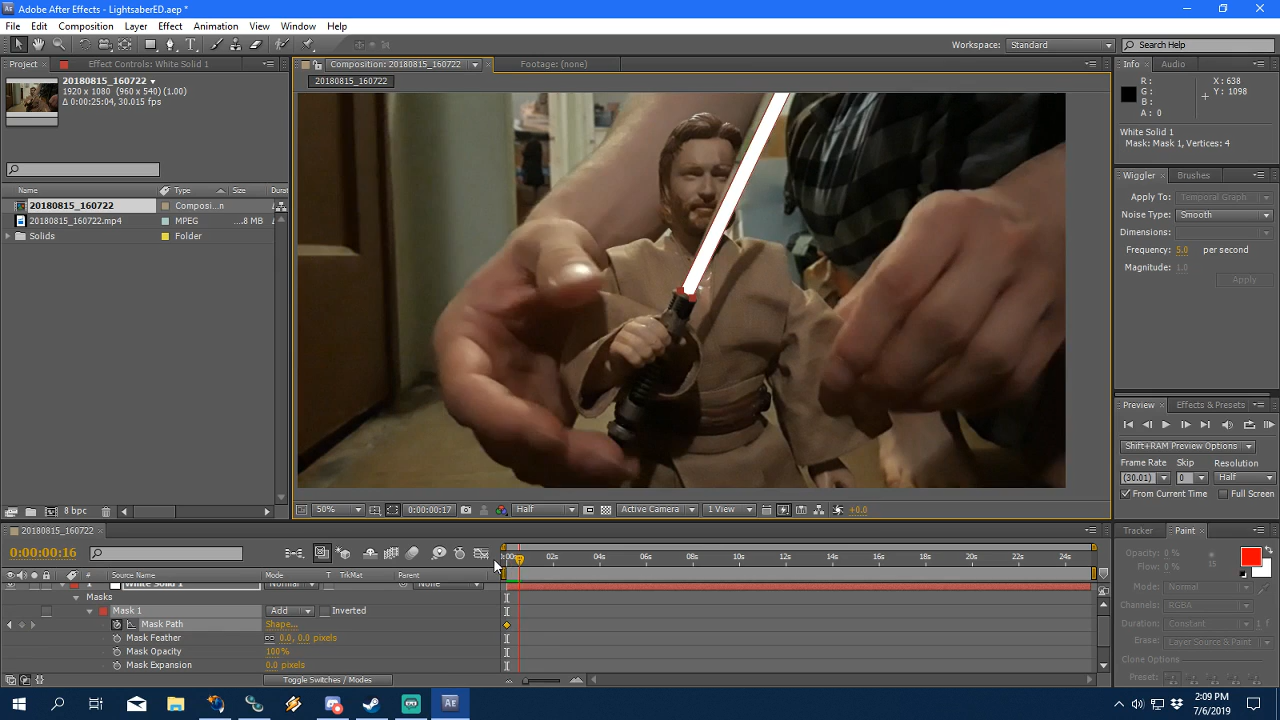 Adobe After Effects - LightsaberED.aep *
File Edit Composition Layer Effect Animation View Window Help
Workspace: Standard Search Help
Project Effect Controls: White Solid 1
20180815_160722
1920 x 1080 (960 x 540) (1.00)
Δ 0:00:25:04, 30.015 fps
Name Type Size Durat
20180815_160722 Composi...n
20180815_160722.mp4 MPEG ...8 MB
Solids Folder
8 bpc
Composition: 20180815_160722 Footage: (none)
20180815_160722
50% 0:00:00:17 Half Active Camera 1 View +0.0
Info Audio
R : X : 638
G : Y : 1098
B :
A : 0
White Solid 1
Mask: Mask 1, Vertices: 4
Wiggler Brushes
Apply To: Temporal Graph
Noise Type: Smooth
Dimensions:
Frequency: 5.0 per second
Magnitude: 1.0
Apply
Preview Effects & Presets
Shift+RAM Preview Options
Frame Rate Skip Resolution
(30.01) 0 Half
From Current Time Full Screen
20180815_160722
0:00:00:16
:00s 02s 04s 06s 08s 10s 12s 14s 16s 18s 20s 22s 24s
# Source Name Mode T TrkMat Parent
White Solid 1 Normal None
Masks
Mask 1 Add Inverted
Mask Path Shape...
Mask Feather 0.0, 0.0 pixels
Mask Opacity 100%
Mask Expansion 0.0 pixels
Toggle Switches / Modes
Tracker Paint
Opacity: 0 %
Flow: 0 %
15
Mode: Normal
Channels: RGBA
Duration: Constant
Erase: Layer Source & Paint
Clone Options
Preset:
Ae
2:09 PM
7/6/2019